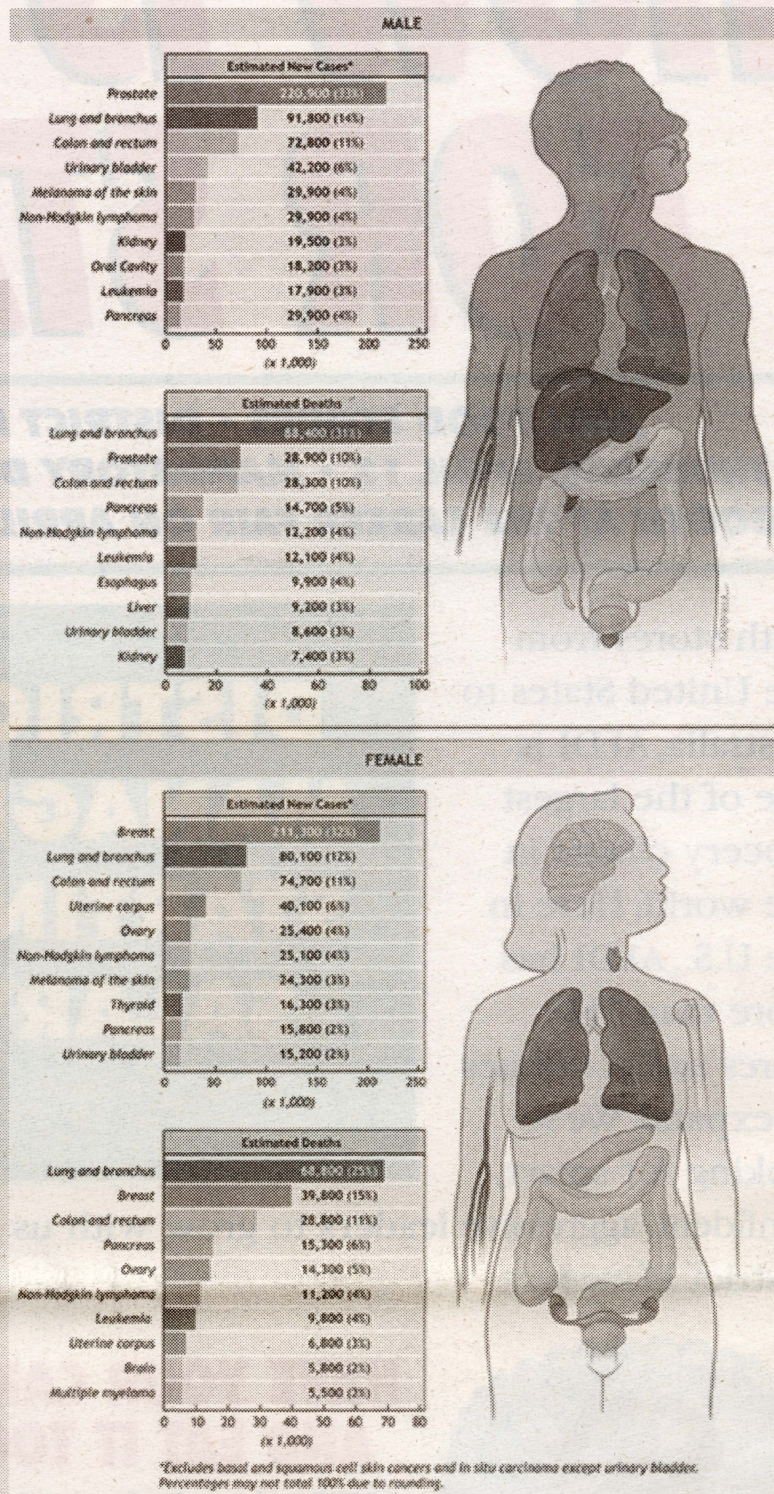 MALE
Estimated New Cases*
Prostate 220,900 (33%)
Lung and bronchus 91,800 (14%)
Colon and rectum 72,800 (11%)
Urinary bladder 42,200 (6%)
Melanoma of the skin 29,900 (4%)
Non-Hodgkin lymphoma 29,900 (4%)
Kidney 19,500 (3%)
Oral Cavity 18,200 (3%)
Leukemia 17,900 (3%)
Pancreas 29,900 (4%)
0 50 100 150 200 250
(x 1,000)
Estimated Deaths
Lung and bronchus 88,400 (31%)
Prostate 28,900 (10%)
Colon and rectum 28,300 (10%)
Pancreas 14,700 (5%)
Non-Hodgkin lymphoma 12,200 (4%)
Leukemia 12,100 (4%)
Esophagus 9,900 (4%)
Liver 9,200 (3%)
Urinary bladder 8,600 (3%)
Kidney 7,400 (3%)
0 20 40 60 80 100
(x 1,000)
FEMALE
Estimated New Cases*
Breast 211,300 (32%)
Lung and bronchus 80,100 (12%)
Colon and rectum 74,700 (11%)
Uterine corpus 40,100 (6%)
Ovary 25,400 (4%)
Non-Hodgkin lymphoma 25,100 (4%)
Melanoma of the skin 24,300 (3%)
Thyroid 16,300 (3%)
Pancreas 15,800 (2%)
Urinary bladder 15,200 (2%)
0 50 100 150 200 250
(x 1,000)
Estimated Deaths
Lung and bronchus 68,800 (25%)
Breast 39,800 (15%)
Colon and rectum 28,800 (11%)
Pancreas 15,300 (6%)
Ovary 14,300 (5%)
Non-Hodgkin lymphoma 11,200 (4%)
Leukemia 9,800 (4%)
Uterine corpus 6,800 (3%)
Brain 5,800 (2%)
Multiple myeloma 5,500 (2%)
0 10 20 30 40 50 60 70 80
(x 1,000)
*Excludes basal and squamous cell skin cancers and in situ carcinoma except urinary bladder.
Percentages may not total 100% due to rounding.